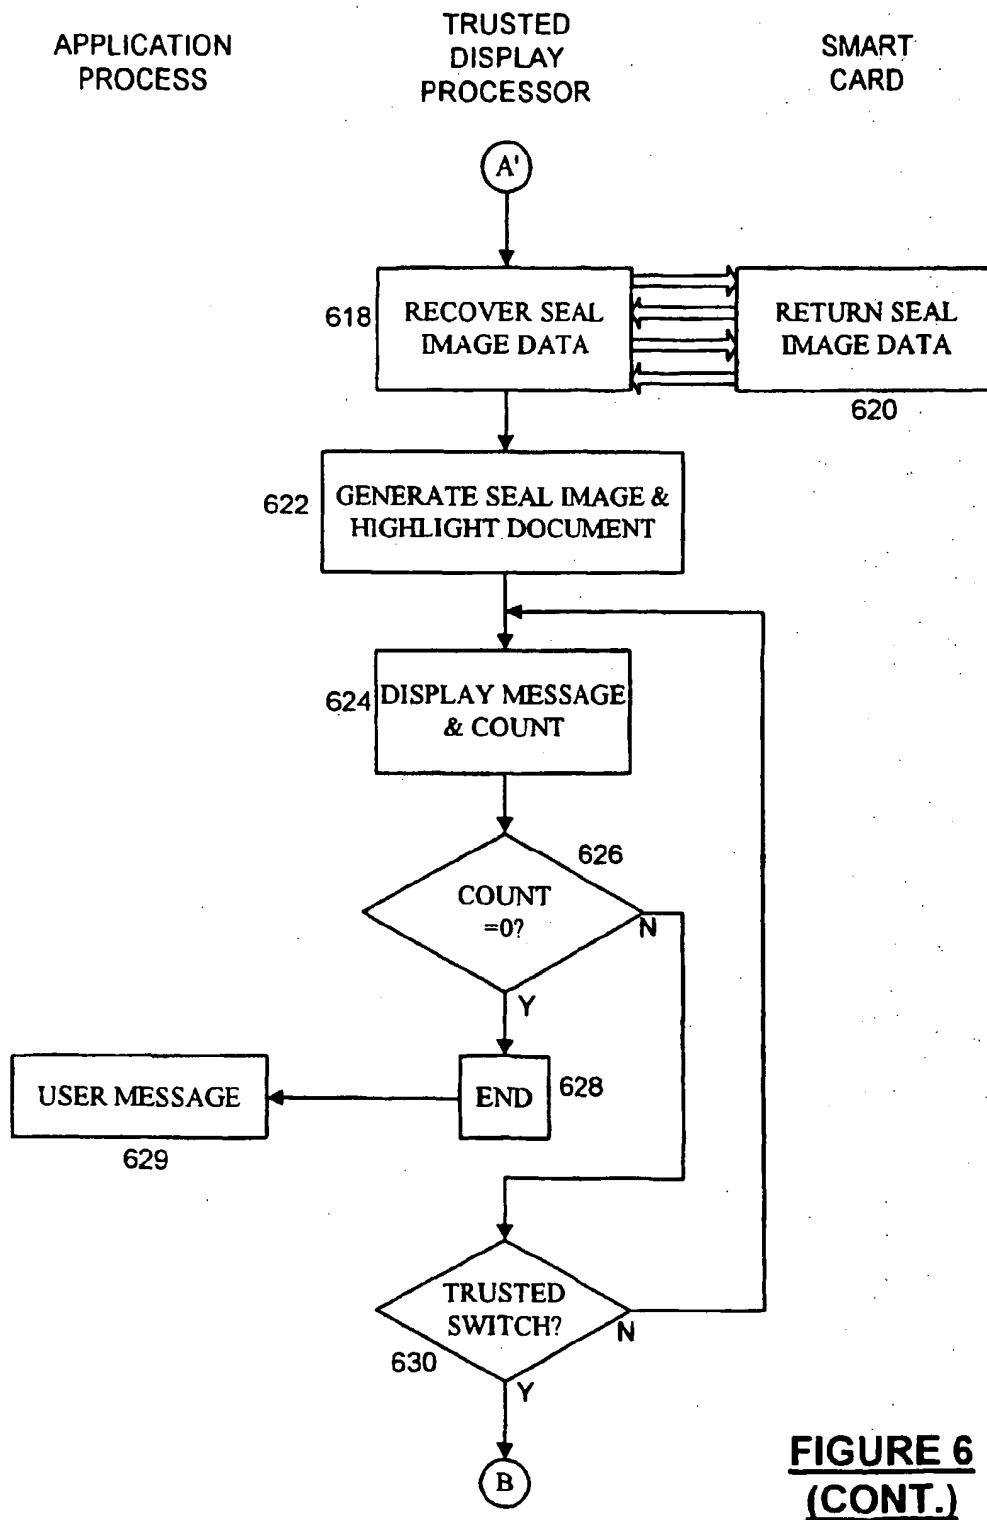 APPLICATION
PROCESS
TRUSTED
DISPLAY
PROCESSOR
SMART
CARD
A'
618
RECOVER SEAL
IMAGE DATA
RETURN SEAL
IMAGE DATA
620
622
GENERATE SEAL IMAGE &
HIGHLIGHT DOCUMENT
624
DISPLAY MESSAGE
& COUNT
626
COUNT
=0?
N
Y
USER MESSAGE
629
END
628
TRUSTED
SWITCH?
N
630
Y
B
FIGURE 6
(CONT.)